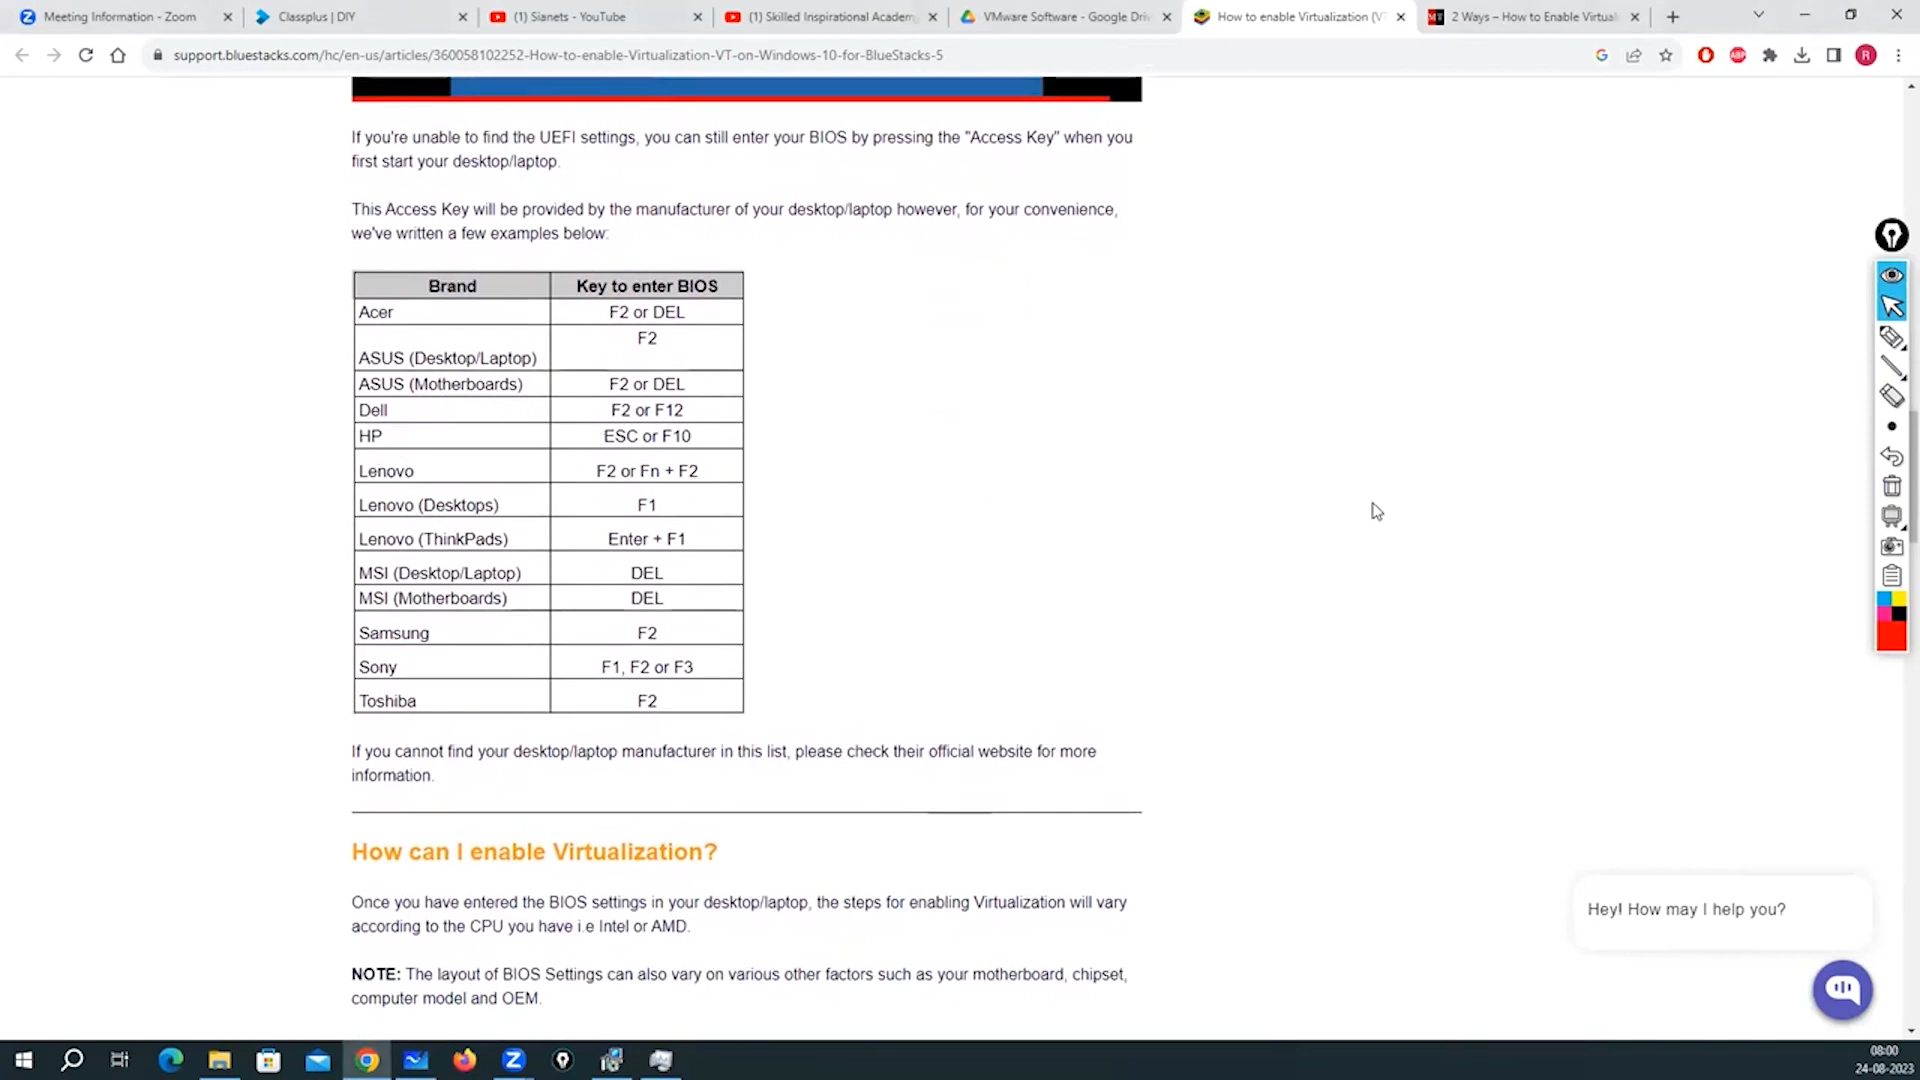 Meeting Information - Zoom
Classplus | DIY
(1) Sianets - YouTube
(1) Skilled Inspirational Academ
VMware Software - Google Driv
How to enable Virtualization (V
2 Ways – How to Enable Virtual
support.bluestacks.com/hc/en-us/articles/360058102252-How-to-enable-Virtualization-VT-on-Windows-10-for-BlueStacks-5
ABP
R
If you're unable to find the UEFI settings, you can still enter your BIOS by pressing the "Access Key" when you
first start your desktop/laptop.
This Access Key will be provided by the manufacturer of your desktop/laptop however, for your convenience,
we've written a few examples below:
Brand Key to enter BIOS
Acer F2 or DEL
ASUS (Desktop/Laptop) F2
ASUS (Motherboards) F2 or DEL
Dell F2 or F12
HP ESC or F10
Lenovo F2 or Fn + F2
Lenovo (Desktops) F1
Lenovo (ThinkPads) Enter + F1
MSI (Desktop/Laptop) DEL
MSI (Motherboards) DEL
Samsung F2
Sony F1, F2 or F3
Toshiba F2
If you cannot find your desktop/laptop manufacturer in this list, please check their official website for more
information.
How can I enable Virtualization?
Once you have entered the BIOS settings in your desktop/laptop, the steps for enabling Virtualization will vary
according to the CPU you have i.e Intel or AMD.
NOTE: The layout of BIOS Settings can also vary on various other factors such as your motherboard, chipset,
computer model and OEM.
Hey! How may I help you?
08:00
24-08-2023